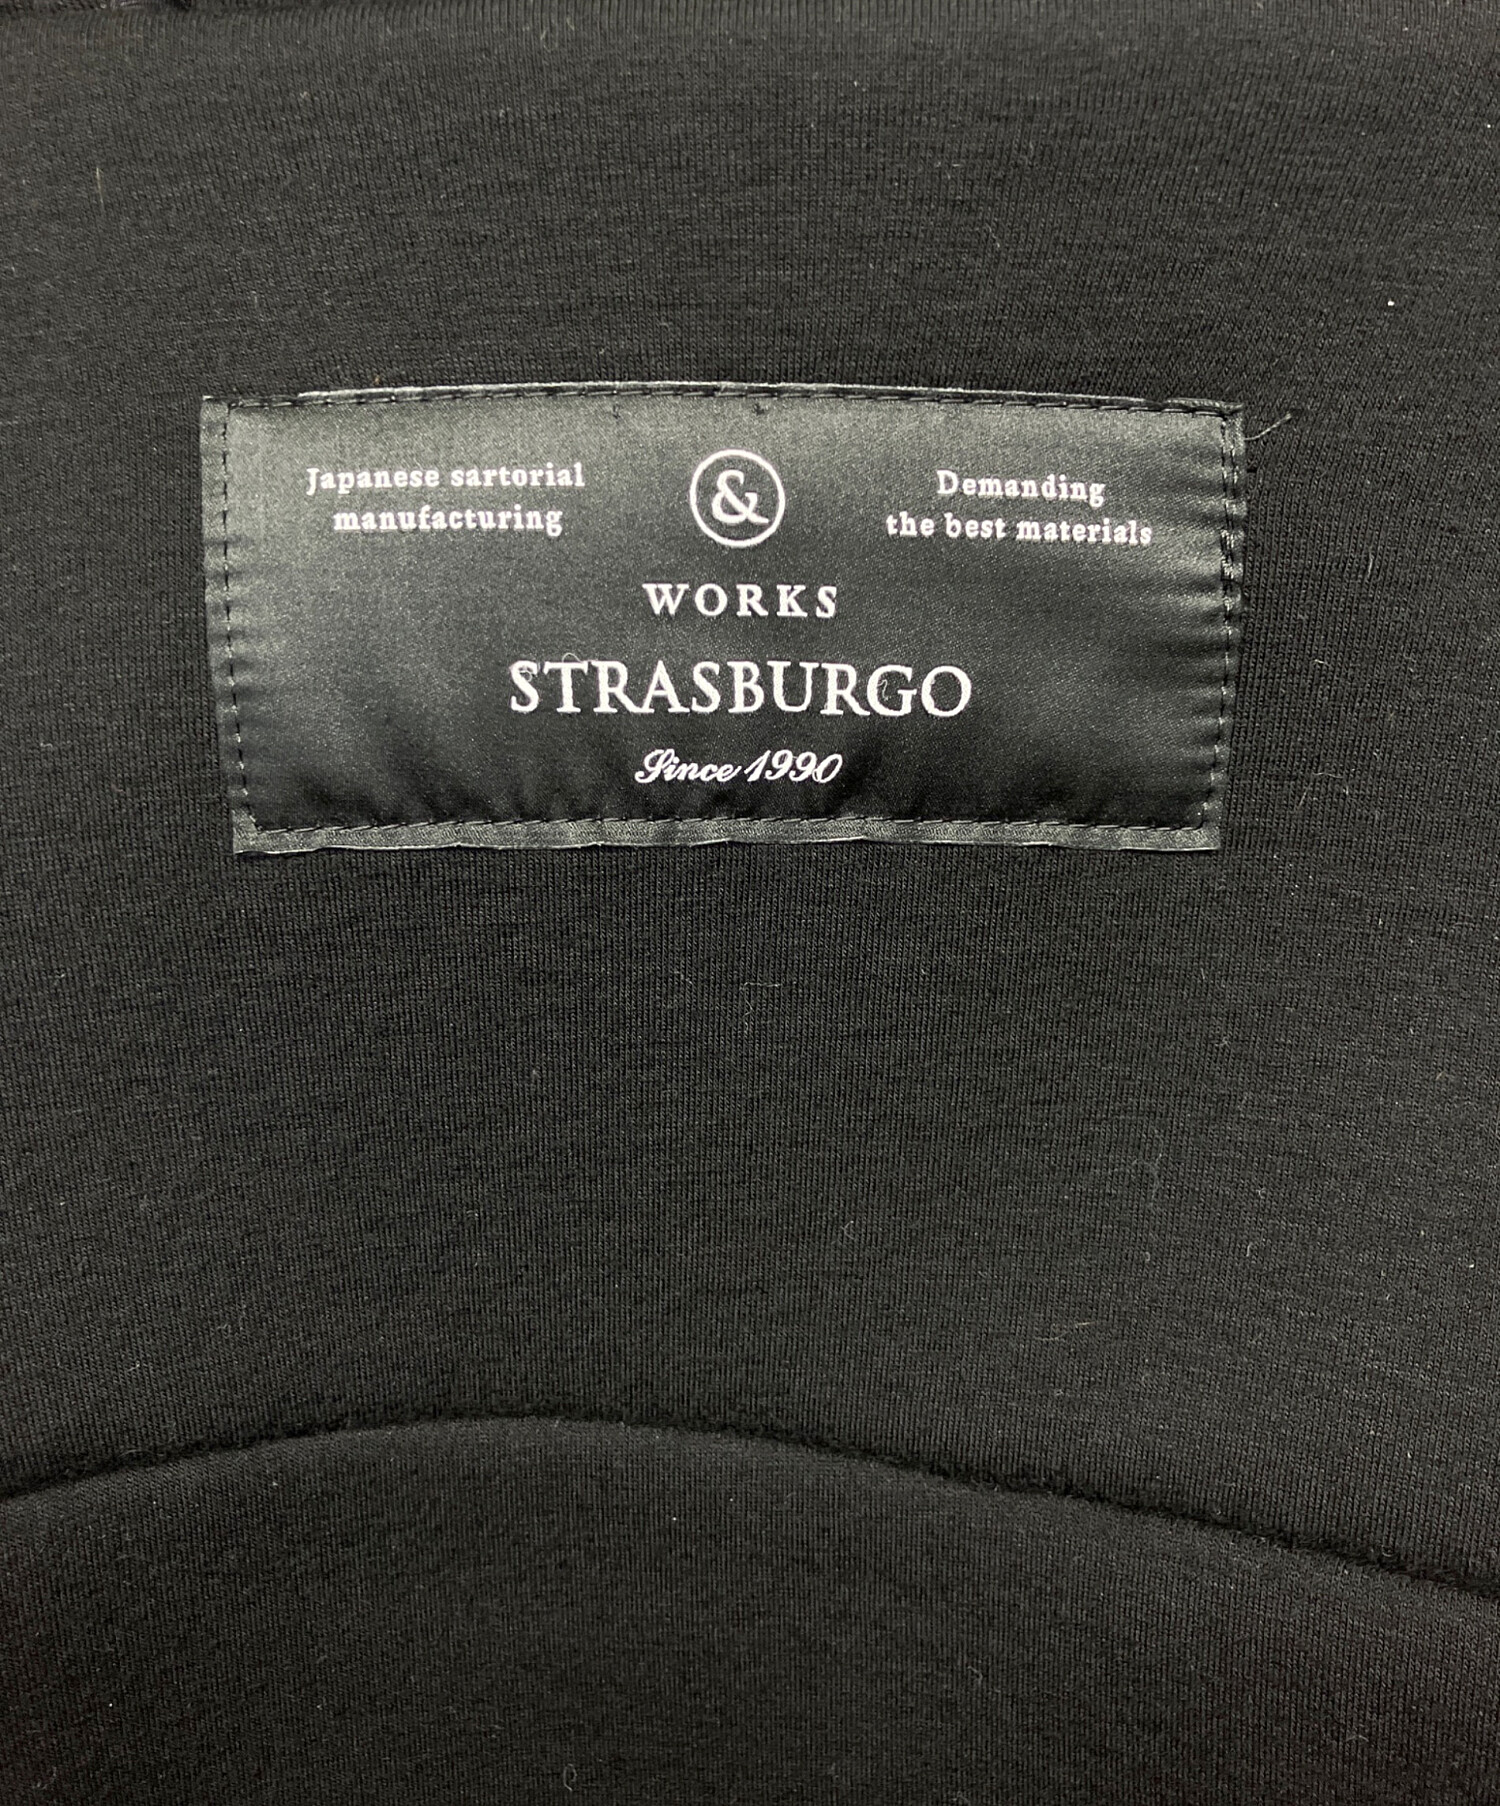 Japanese sartorial
manufacturing
&
Demanding
the best materials
WORKS
STRASBURGO
Since 1990